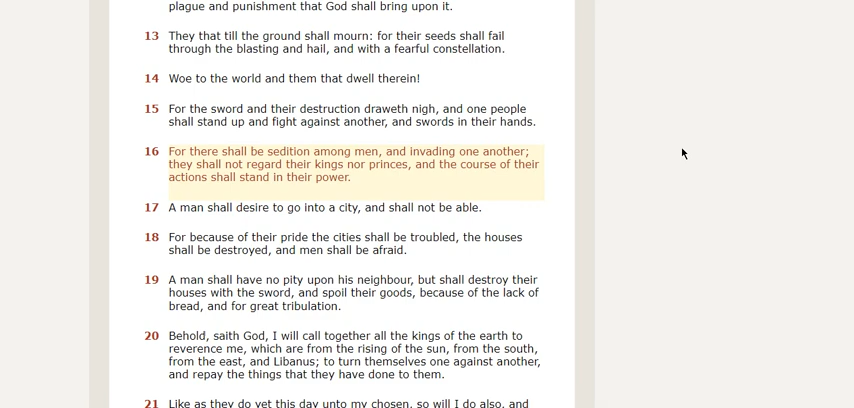 plague and punishment that God shall bring upon it.
13 They that till the ground shall mourn: for their seeds shall fail
through the blasting and hail, and with a fearful constellation.
14 Woe to the world and them that dwell therein!
15 For the sword and their destruction draweth nigh, and one people
shall stand up and fight against another, and swords in their hands.
16 For there shall be sedition among men, and invading one another;
they shall not regard their kings nor princes, and the course of their
actions shall stand in their power.
17 A man shall desire to go into a city, and shall not be able.
18 For because of their pride the cities shall be troubled, the houses
shall be destroyed, and men shall be afraid.
19 A man shall have no pity upon his neighbour, but shall destroy their
houses with the sword, and spoil their goods, because of the lack of
bread, and for great tribulation.
20 Behold, saith God, I will call together all the kings of the earth to
reverence me, which are from the rising of the sun, from the south,
from the east, and Libanus; to turn themselves one against another,
and repay the things that they have done to them.
21 Like as they do yet this day unto my chosen, so will I do also, and